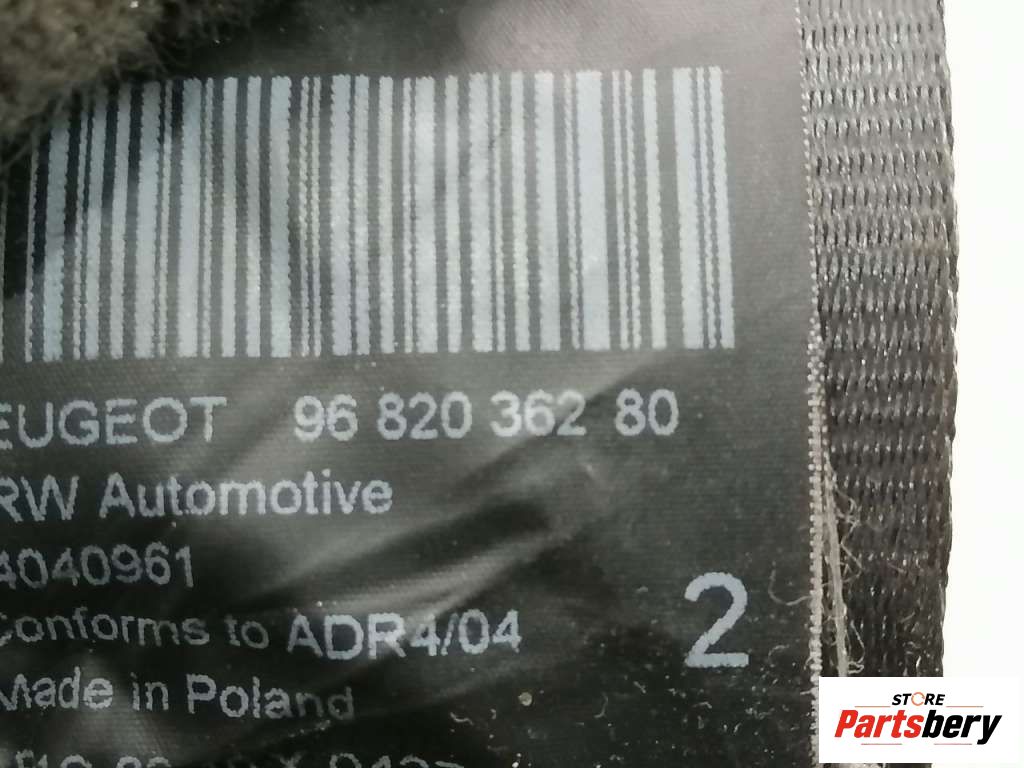 EUGEOT 96 820 362 80
RW Automotive
4040961
Conforms to ADR4/04
2
Made in Poland
STORE
Partsbery